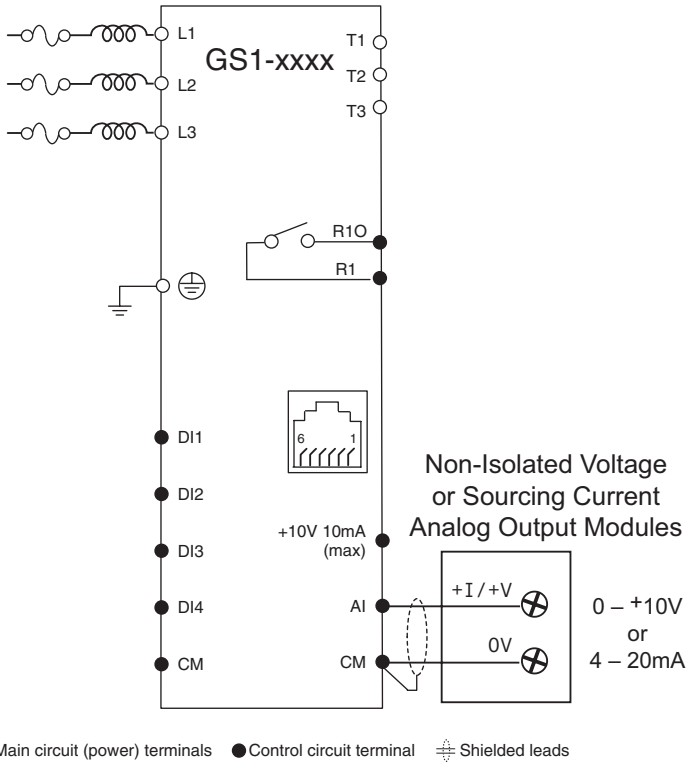 L1
GS1-xxxx
T1
L2
T2
L3
T3
R1O
R1
6 1
DI1
DI2
DI3
DI4
CM
+10V 10mA
(max)
AI
CM
Non-Isolated Voltage
or Sourcing Current
Analog Output Modules
+I/+V
0V
0 – +10V
or
4 – 20mA
Main circuit (power) terminals Control circuit terminal Shielded leads